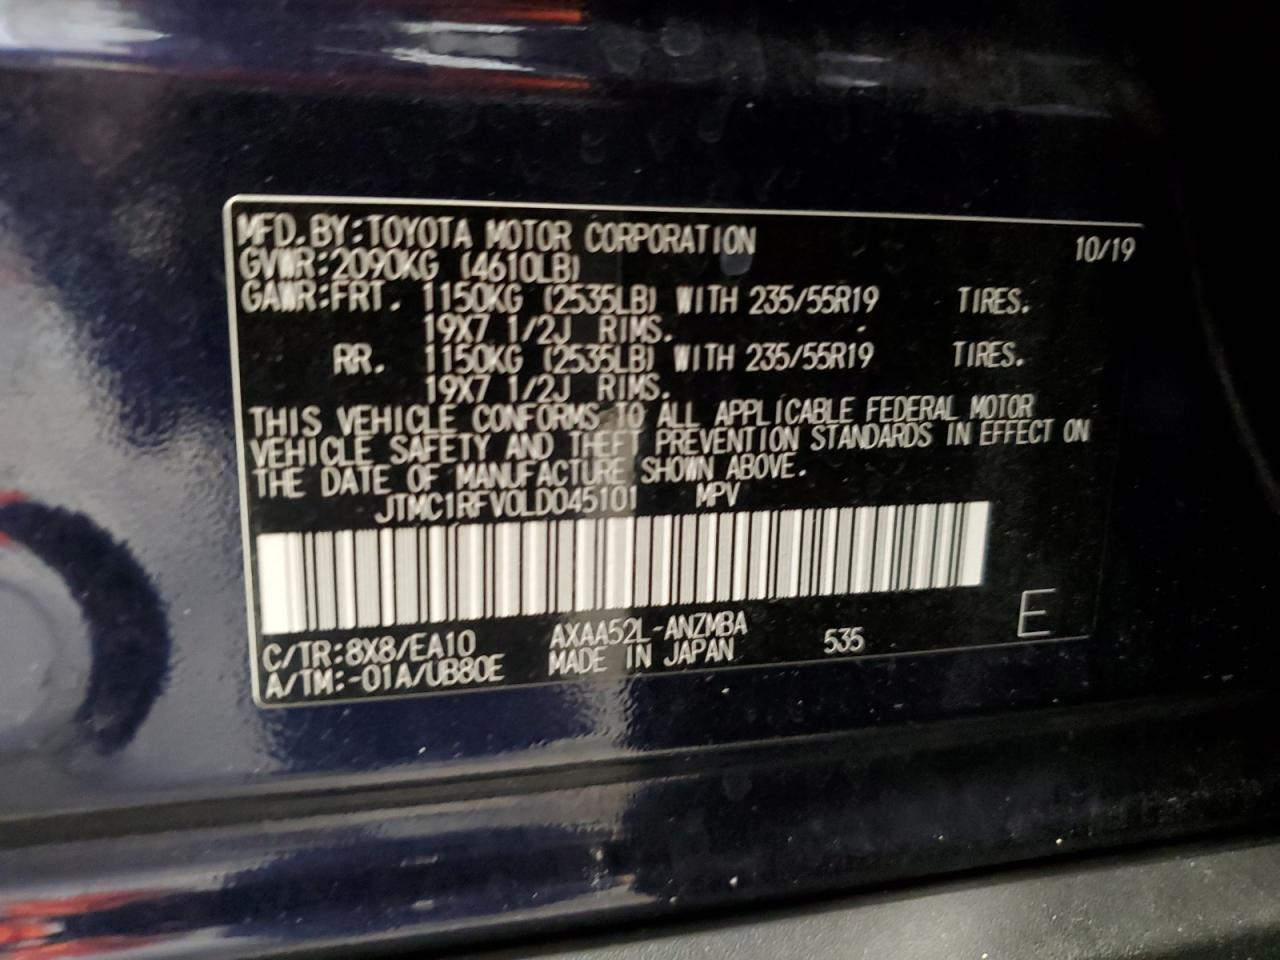 MFD.BY:TOYOTA MOTOR CORPORATION 10/19
GVWR:2090KG (4610LB)
GAWR:FRT. 1150KG (2535LB) WITH 235/55R19 TIRES.
19X7 1/2J RIMS.
RR. 1150KG (2535LB) WITH 235/55R19 TIRES.
19X7 1/2J RIMS.
THIS VEHICLE CONFORMS TO ALL APPLICABLE FEDERAL MOTOR
VEHICLE SAFETY AND THEFT PREVENTION STANDARDS IN EFFECT ON
THE DATE OF MANUFACTURE SHOWN ABOVE.
JTMC1RFV0LD045101 MPV
C/TR:8X8/EA10 AXAA52L-ANZMBA 535 E
A/TM:-01A/UB80E MADE IN JAPAN